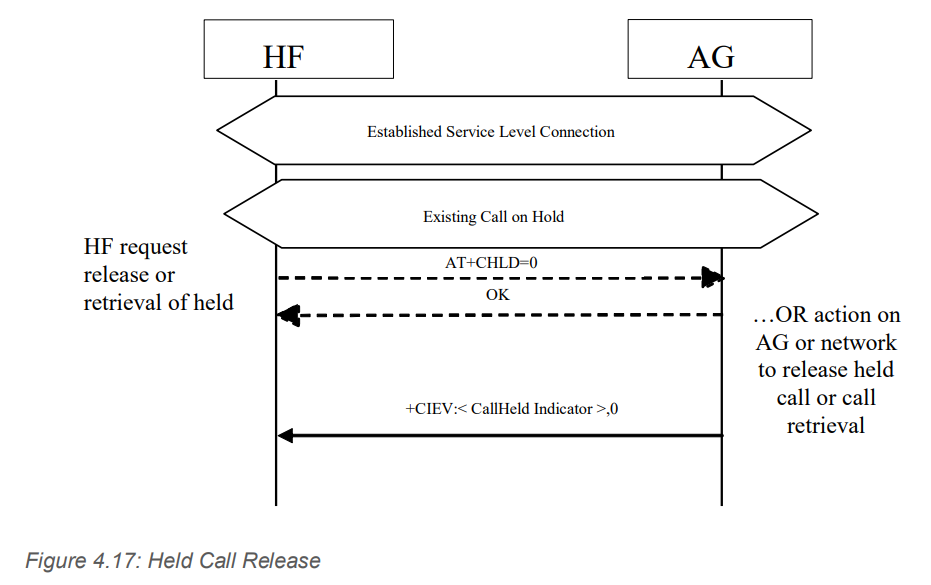 HF
AG
Established Service Level Connection
Existing Call on Hold
HF request
release or
retrieval of held
AT+CHLD=0
OK
…OR action on
AG or network
to release held
call or call
retrieval
+CIEV:< CallHeld Indicator >,0
Figure 4.17: Held Call Release